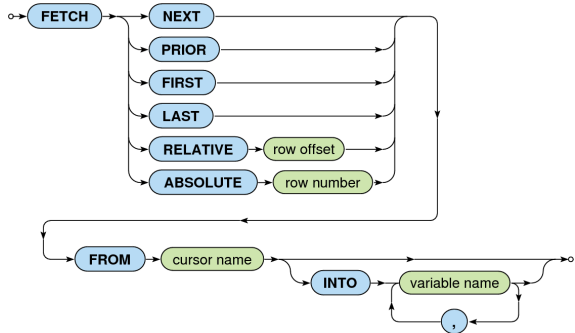 FETCH NEXT
PRIOR
FIRST
LAST
RELATIVE row offset
ABSOLUTE row number
FROM cursor name
INTO variable name
,